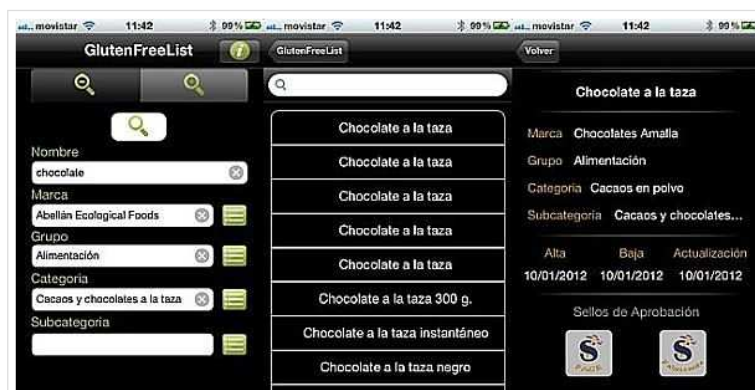 movistar 11:42 99 %
GlutenFreeList
Nombre
chocolate
Marca
Abellán Ecological Foods
Grupo
Alimentación
Categoria
Cacaos y chocolates a la taza
Subcategoria
movistar 11:42 99 %
GlutenFreeList
Chocolate a la taza
Chocolate a la taza
Chocolate a la taza
Chocolate a la taza
Chocolate a la taza
Chocolate a la taza 300 g.
Chocolate a la taza instantáneo
Chocolate a la taza negro
movistar 11:42 99 %
Volver
Chocolate a la taza
Marca Chocolates Amatla
Grupo Alimentación
Categoria Cacaos en polvo
Subcategoria Cacaos y chocolates...
Alta Baja Actualización
10/01/2012 10/01/2012 10/01/2012
Sellos de Aprobación
S
FACE
S